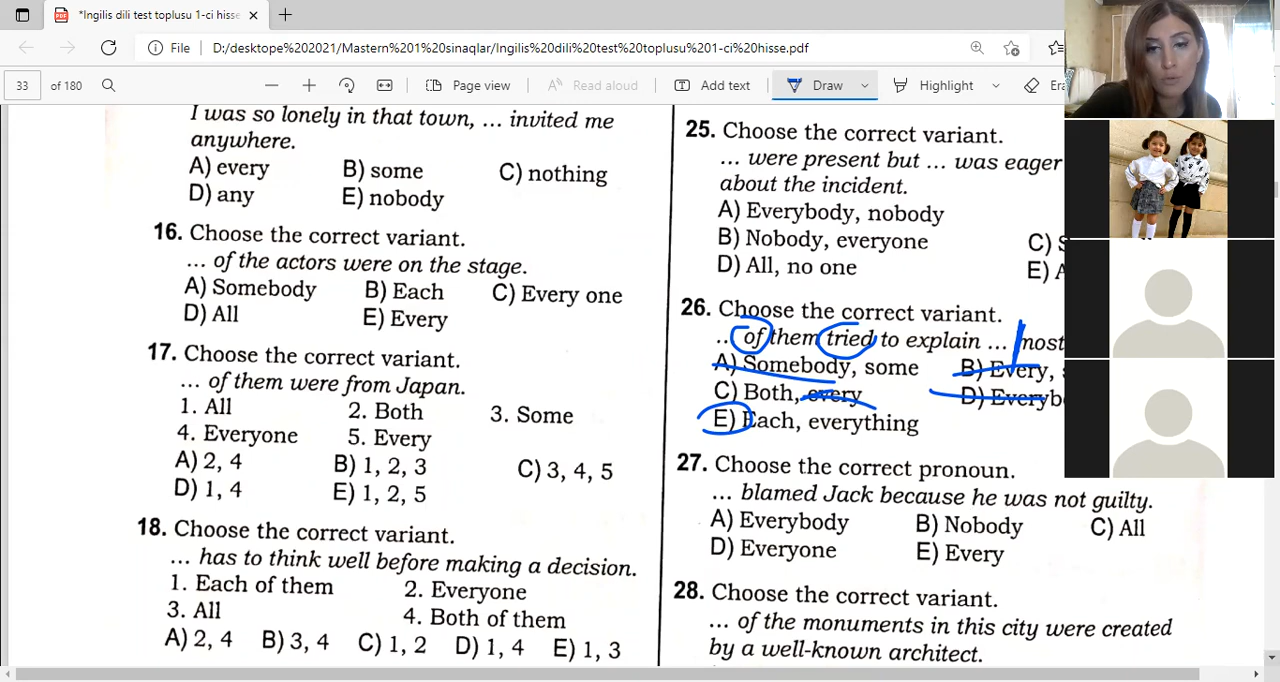 *Ingilis dili test toplusu 1-ci hisse
File
D:/desktope%202021/Mastern%201%20sinaqlar/Ingilis%20dili%20test%20toplusu%201-ci%20hisse.pdf
33 of 180
Page view
Read aloud
Add text
Draw
Highlight
Era
I was so lonely in that town, ... invited me
anywhere.
A) every B) some C) nothing
D) any E) nobody
16. Choose the correct variant.
... of the actors were on the stage.
A) Somebody B) Each C) Every one
D) All E) Every
17. Choose the correct variant.
... of them were from Japan.
1. All 2. Both 3. Some
4. Everyone 5. Every
A) 2, 4 B) 1, 2, 3 C) 3, 4, 5
D) 1, 4 E) 1, 2, 5
18. Choose the correct variant.
... has to think well before making a decision.
1. Each of them 2. Everyone
3. All 4. Both of them
A) 2, 4 B) 3, 4 C) 1, 2 D) 1, 4 E) 1, 3
25. Choose the correct variant.
... were present but ... was eager
about the incident.
A) Everybody, nobody
B) Nobody, everyone C) S
D) All, no one E) A
26. Choose the correct variant.
.. of them tried to explain ... most
A) Somebody, some B) Every,
C) Both, every D) Everyb
E) Each, everything
27. Choose the correct pronoun.
... blamed Jack because he was not guilty.
A) Everybody B) Nobody C) All
D) Everyone E) Every
28. Choose the correct variant.
... of the monuments in this city were created
by a well-known architect.